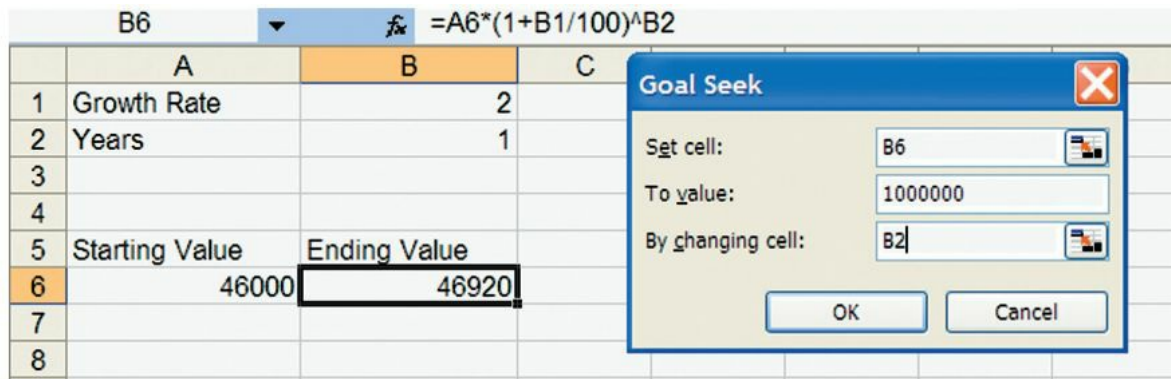 B6 fx =A6*(1+B1/100)^B2
A B C
1 Growth Rate 2
2 Years 1
3
4
5 Starting Value Ending Value
6 46000 46920
7
8
Goal Seek
Set cell: B6
To value: 1000000
By changing cell: B2
OK Cancel